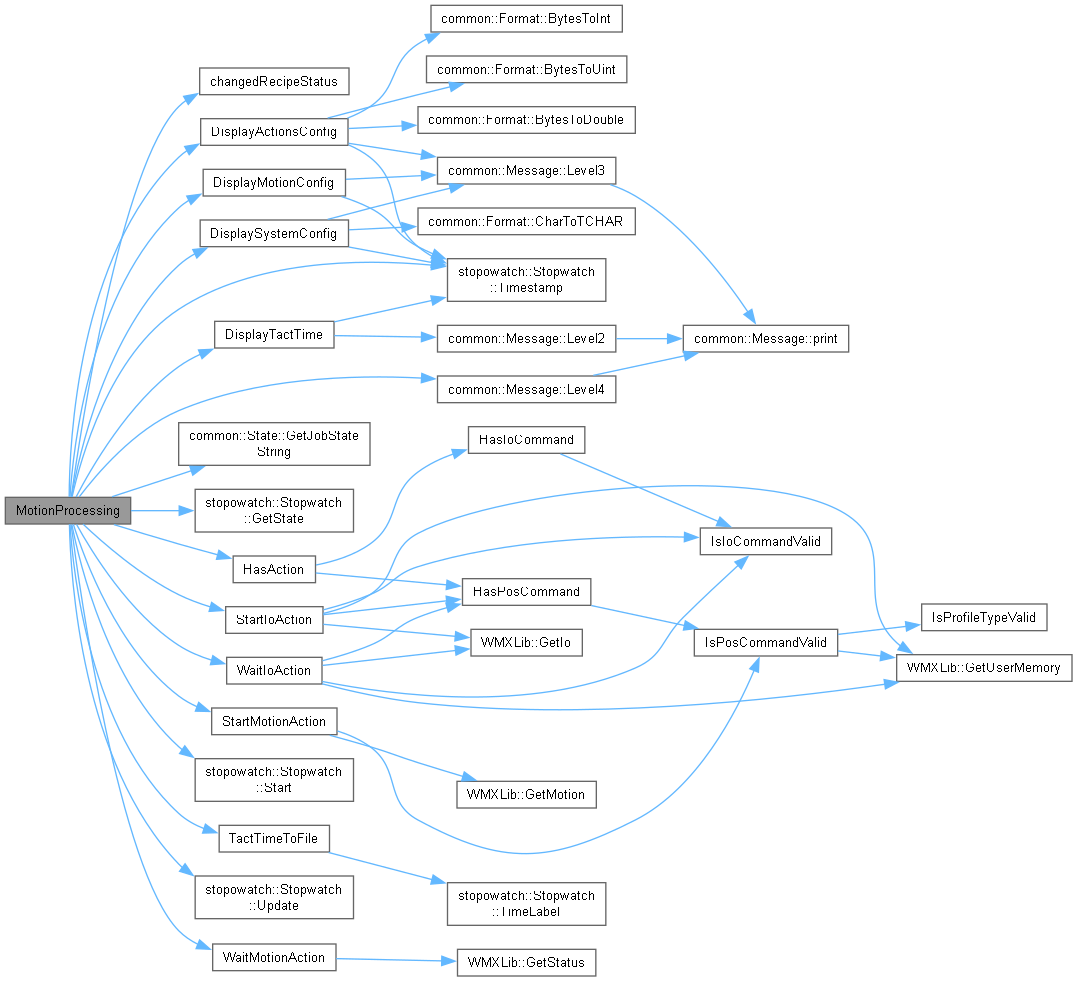 common::Format::BytesToInt
common::Format::BytesToUint
changedRecipeStatus
common::Format::BytesToDouble
DisplayActionsConfig
common::Message::Level3
DisplayMotionConfig
common::Format::CharToTCHAR
DisplaySystemConfig
stopowatch::Stopwatch
::Timestamp
DisplayTactTime
common::Message::Level2
common::Message::print
common::Message::Level4
common::State::GetJobState
String
HasIoCommand
stopowatch::Stopwatch
::GetState
MotionProcessing
IsIoCommandValid
HasAction
HasPosCommand
StartIoAction
IsProfileTypeValid
WMXLib::GetIo
IsPosCommandValid
WaitIoAction
WMXLib::GetUserMemory
StartMotionAction
stopowatch::Stopwatch
::Start
WMXLib::GetMotion
TactTimeToFile
stopowatch::Stopwatch
::Update
stopowatch::Stopwatch
::TimeLabel
WaitMotionAction
WMXLib::GetStatus